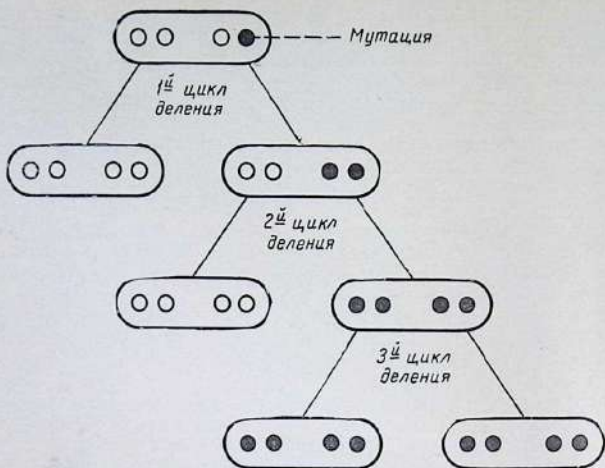 Мутация
1й цикл
деления
2й цикл
деления
3й цикл
деления